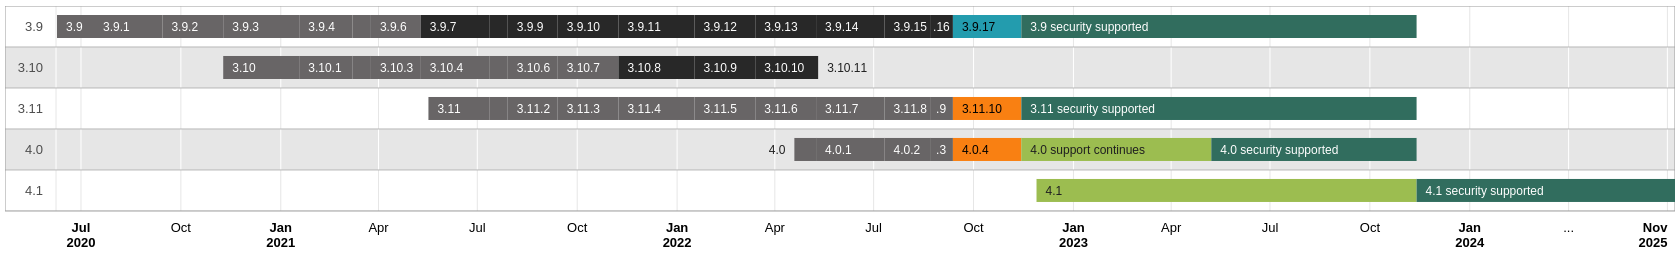 3.9 3.9 3.9.1 3.9.2 3.9.3 3.9.4 3.9.6 3.9.7 3.9.9 3.9.10 3.9.11 3.9.12 3.9.13 3.9.14 3.9.15 .16 3.9.17 3.9 security supported
3.10 3.10 3.10.1 3.10.3 3.10.4 3.10.6 3.10.7 3.10.8 3.10.9 3.10.10 3.10.11
3.11 3.11 3.11.2 3.11.3 3.11.4 3.11.5 3.11.6 3.11.7 3.11.8 .9 3.11.10 3.11 security supported
4.0 4.0 4.0.1 4.0.2 .3 4.0.4 4.0 support continues 4.0 security supported
4.1 4.1 4.1 security supported
Jul Oct Jan Apr Jul Oct Jan Apr Jul Oct Jan Apr Jul Oct Jan ... Nov
2020 2021 2022 2023 2024 2025